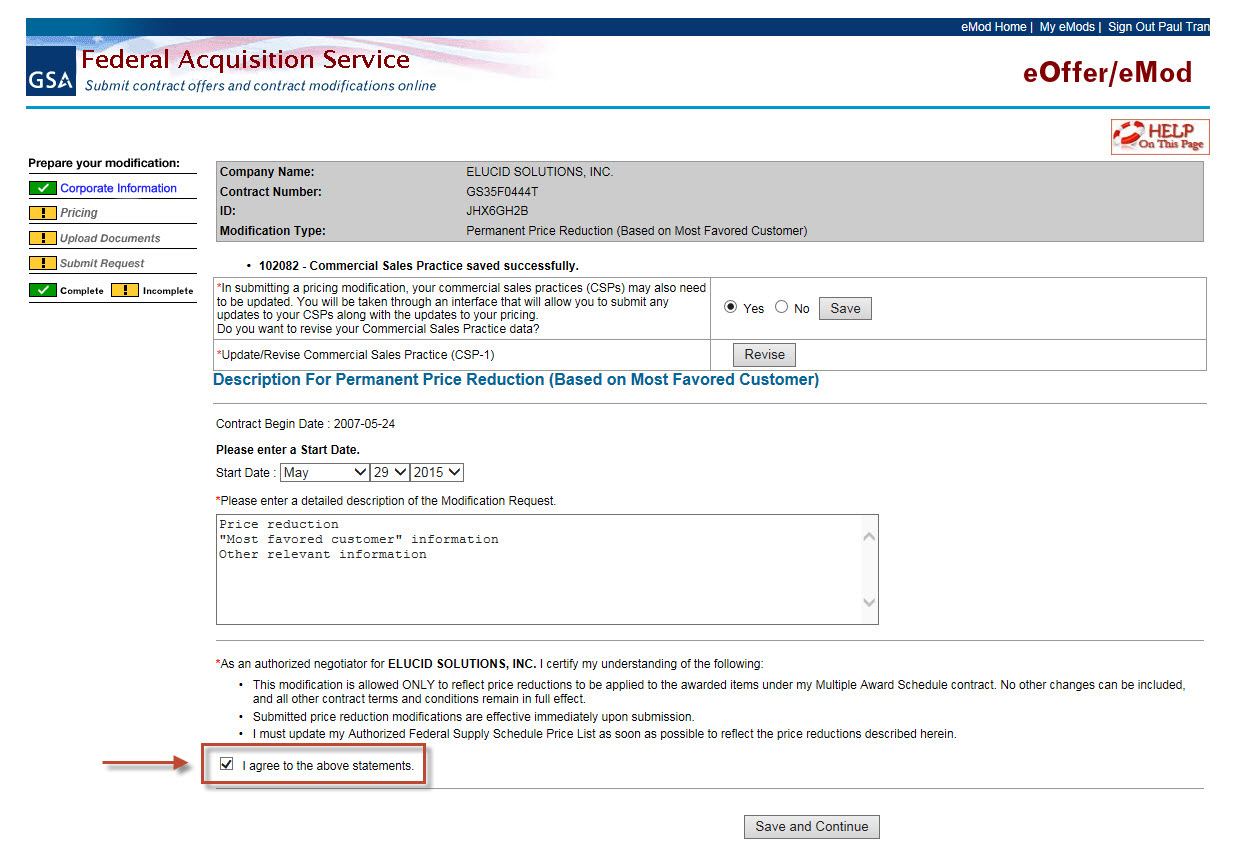 eMod Home | My eMods | Sign Out Paul Tran
GSA
Federal Acquisition Service
Submit contract offers and contract modifications online
eOffer/eMod
HELP
On This Page
Prepare your modification:
Corporate Information
! Pricing
! Upload Documents
! Submit Request
Complete ! Incomplete
Company Name: ELUCID SOLUTIONS, INC.
Contract Number: GS35F0444T
ID: JHX6GH2B
Modification Type: Permanent Price Reduction (Based on Most Favored Customer)
• 102082 - Commercial Sales Practice saved successfully.
*In submitting a pricing modification, your commercial sales practices (CSPs) may also need
to be updated. You will be taken through an interface that will allow you to submit any
updates to your CSPs along with the updates to your pricing.
Do you want to revise your Commercial Sales Practice data?
Yes No Save
*Update/Revise Commercial Sales Practice (CSP-1) Revise
Description For Permanent Price Reduction (Based on Most Favored Customer)
Contract Begin Date : 2007-05-24
Please enter a Start Date.
Start Date : May 29 2015
*Please enter a detailed description of the Modification Request.
Price reduction
"Most favored customer" information
Other relevant information
*As an authorized negotiator for ELUCID SOLUTIONS, INC. I certify my understanding of the following:
• This modification is allowed ONLY to reflect price reductions to be applied to the awarded items under my Multiple Award Schedule contract. No other changes can be included,
and all other contract terms and conditions remain in full effect.
• Submitted price reduction modifications are effective immediately upon submission.
• I must update my Authorized Federal Supply Schedule Price List as soon as possible to reflect the price reductions described herein.
I agree to the above statements.
Save and Continue